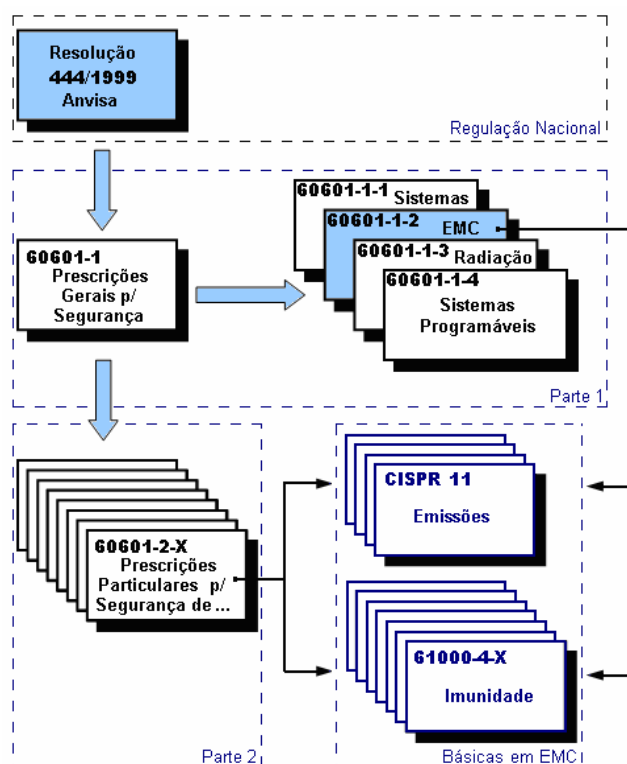 Resolução
444/1999
Anvisa
Regulação Nacional
60601-1-1
Sistemas
60601-1-2
EMC
60601-1-3
Radiação
60601-1-4
Sistemas
Programáveis
60601-1
Prescrições
Gerais p/
Segurança
Parte 1
60601-2-X
Prescrições
Particulares p/
Segurança de ...
Parte 2
CISPR 11
Emissões
61000-4-X
Imunidade
Básicas em EMC